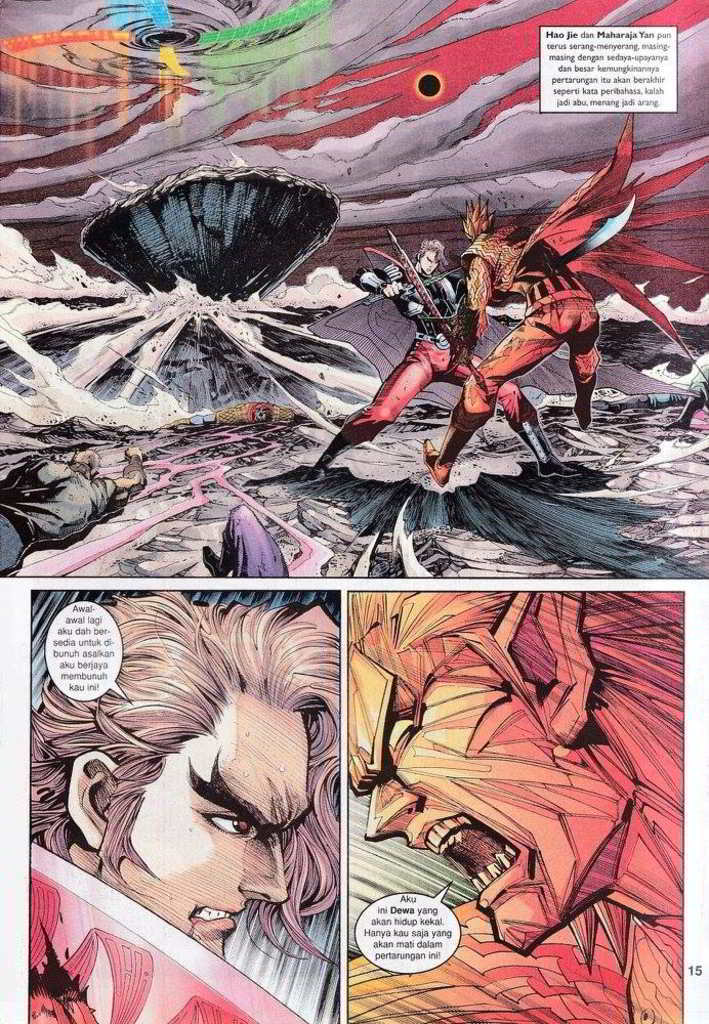 Hao Jie dan Maharaja Yan pun
terus serang-menyerang, masing-
masing dengan sedaya-upayanya
dan besar kemungkinannya
pertarungan itu akan berakhir
seperti kata peribahasa, kalah
jadi abu, menang jadi arang.
Awal-
awal lagi
aku dah ber-
sedia untuk di-
bunuh asalkan
aku berjaya
membunuh
kau ini!
Aku
ini Dewa yang
akan hidup kekal.
Hanya kau saja yang
akan mati dalam
pertarungan ini!
15